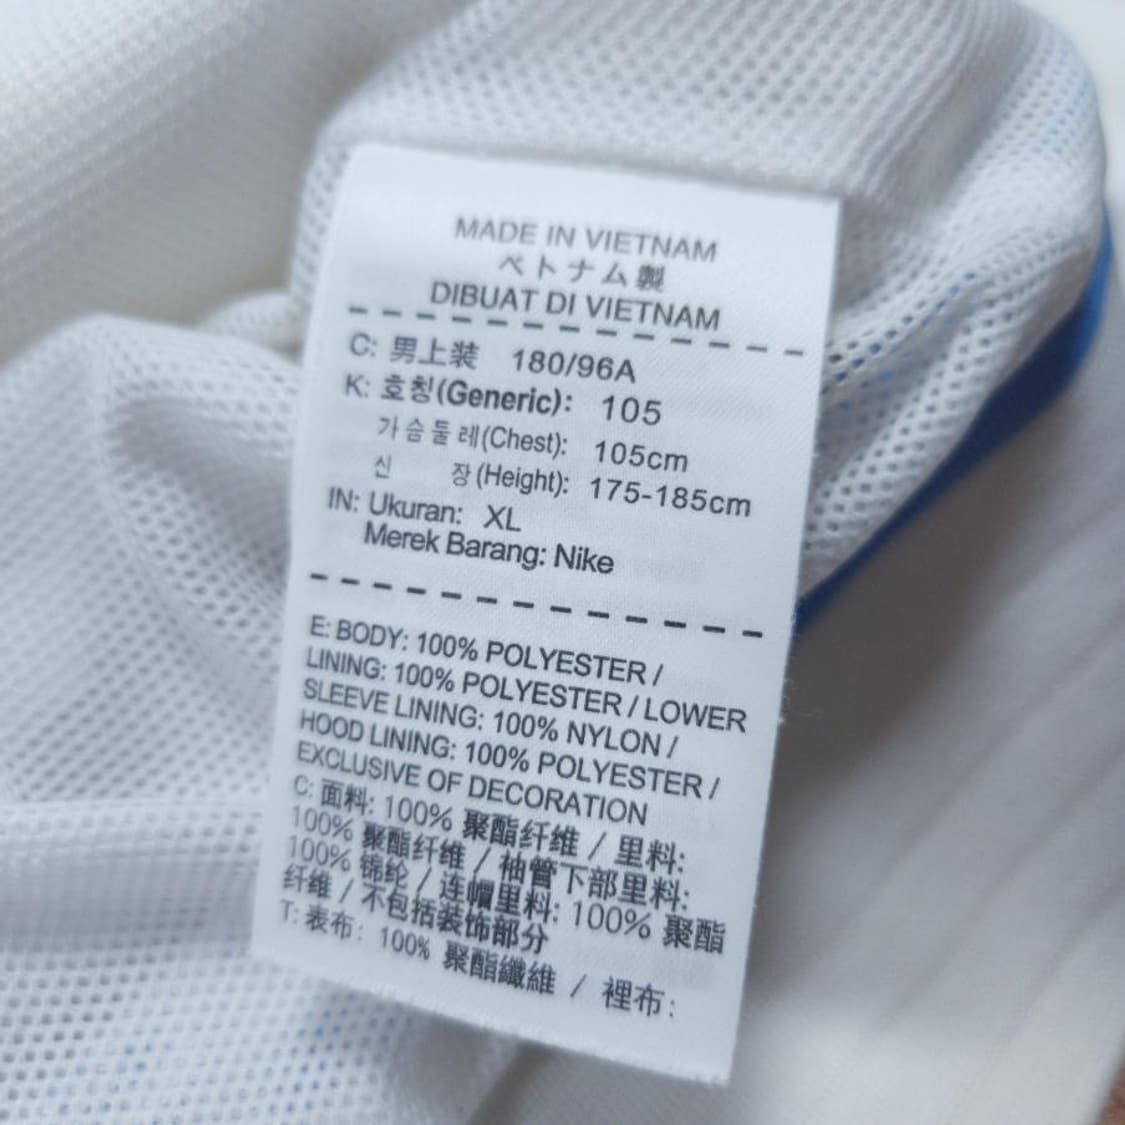 MADE IN VIETNAM
ベトナム製
DIBUAT DI VIETNAM
C: 男上装 180/96A
K: 호칭(Generic): 105
가슴둘레(Chest): 105cm
신 장(Height): 175-185cm
IN: Ukuran: XL
Merek Barang: Nike
E: BODY: 100% POLYESTER /
LINING: 100% POLYESTER / LOWER
SLEEVE LINING: 100% NYLON /
HOOD LINING: 100% POLYESTER /
EXCLUSIVE OF DECORATION
C: 面料: 100% 聚酯纤维 / 里料:
100% 聚酯纤维 / 袖管下部里料:
100% 锦纶 / 连帽里料: 100% 聚酯
纤维 / 不包括装饰部分
T: 表布: 100% 聚酯纖維 / 裡布: